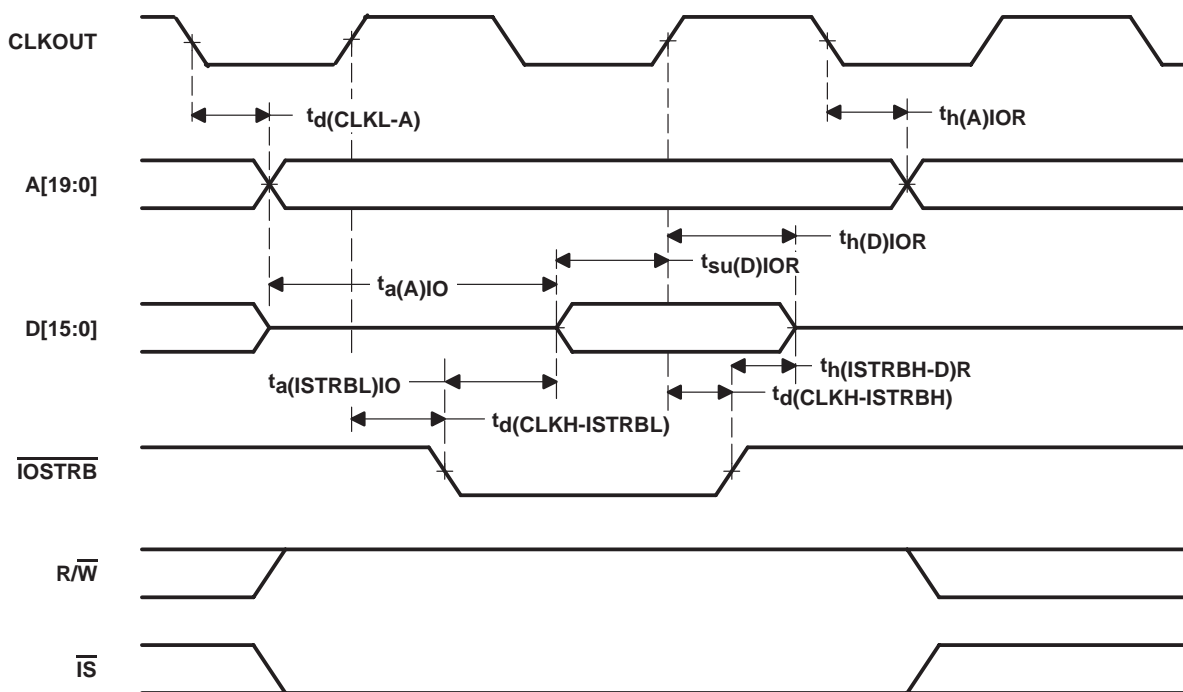 CLKOUT
td(CLKL-A)
th(A)IOR
A[19:0]
th(D)IOR
tsu(D)IOR
ta(A)IO
D[15:0]
th(ISTRBH-D)R
ta(ISTRBL)IO
td(CLKH-ISTRBH)
td(CLKH-ISTRBL)
IOSTRB
R/W
IS